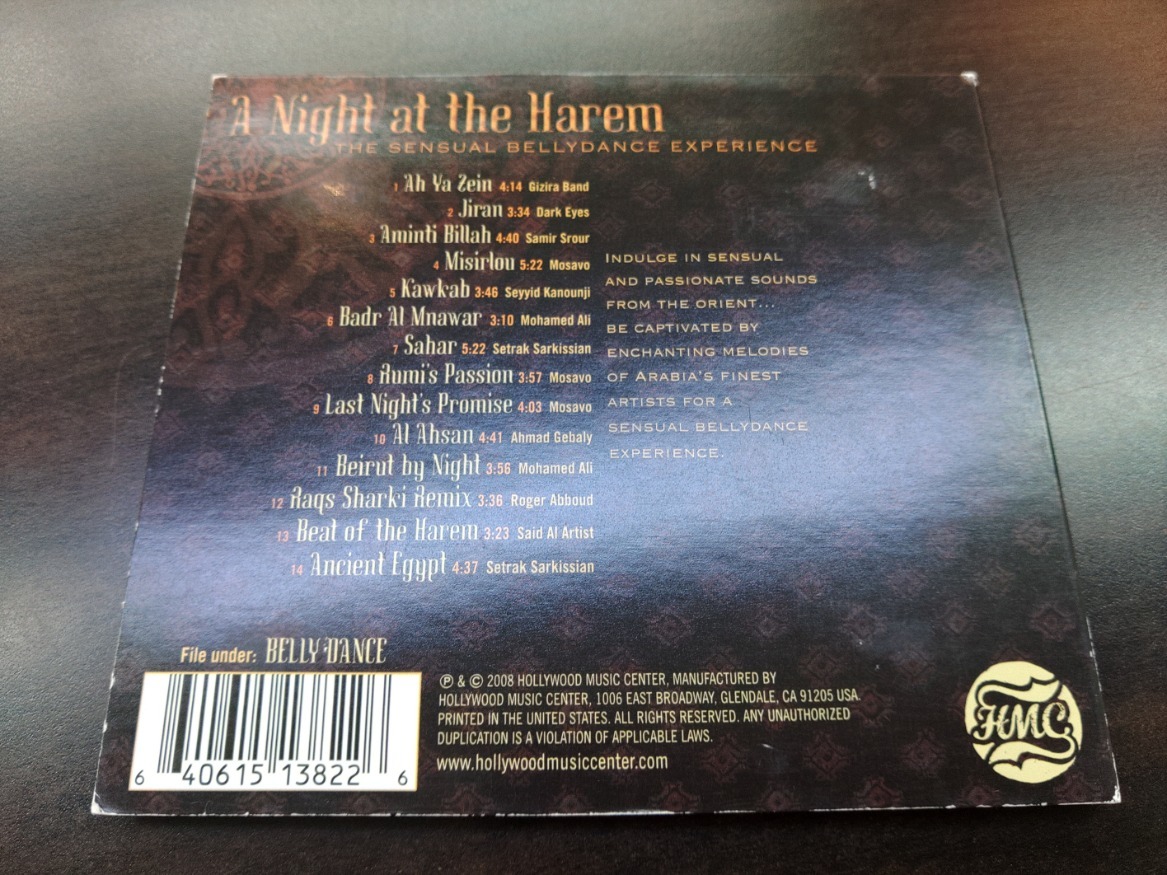 A Night at the Harem
THE SENSUAL BELLYDANCE EXPERIENCE
1 Ah Ya Zein 4:14 Gizira Band
2 Jiran 3:34 Dark Eyes
3 Aminti Billah 4:40 Samir Srour
4 Misirlou 5:22 Mosavo
5 Kawkab 3:46 Seyyid Kanounji
6 Badr Al Mnawar 3:10 Mohamed Ali
7 Sahar 5:22 Setrak Sarkissian
8 Rumi's Passion 3:57 Mosavo
9 Last Night's Promise 4:03 Mosavo
10 Al Ahsan 4:41 Ahmad Gebaly
11 Beirut by Night 3:56 Mohamed Ali
12 Raqs Sharki Remix 3:36 Roger Abboud
13 Beat of the Harem 3:23 Said Al Artist
14 Ancient Egypt 4:37 Setrak Sarkissian
INDULGE IN SENSUAL
AND PASSIONATE SOUNDS
FROM THE ORIENT...
BE CAPTIVATED BY
ENCHANTING MELODIES
OF ARABIA'S FINEST
ARTISTS FOR A
SENSUAL BELLYDANCE
EXPERIENCE.
File under: BELLY DANCE
6 40615 13822 6
℗ & © 2008 HOLLYWOOD MUSIC CENTER, MANUFACTURED BY
HOLLYWOOD MUSIC CENTER, 1006 EAST BROADWAY, GLENDALE, CA 91205 USA.
PRINTED IN THE UNITED STATES. ALL RIGHTS RESERVED. ANY UNAUTHORIZED
DUPLICATION IS A VIOLATION OF APPLICABLE LAWS.
www.hollywoodmusiccenter.com
HMC